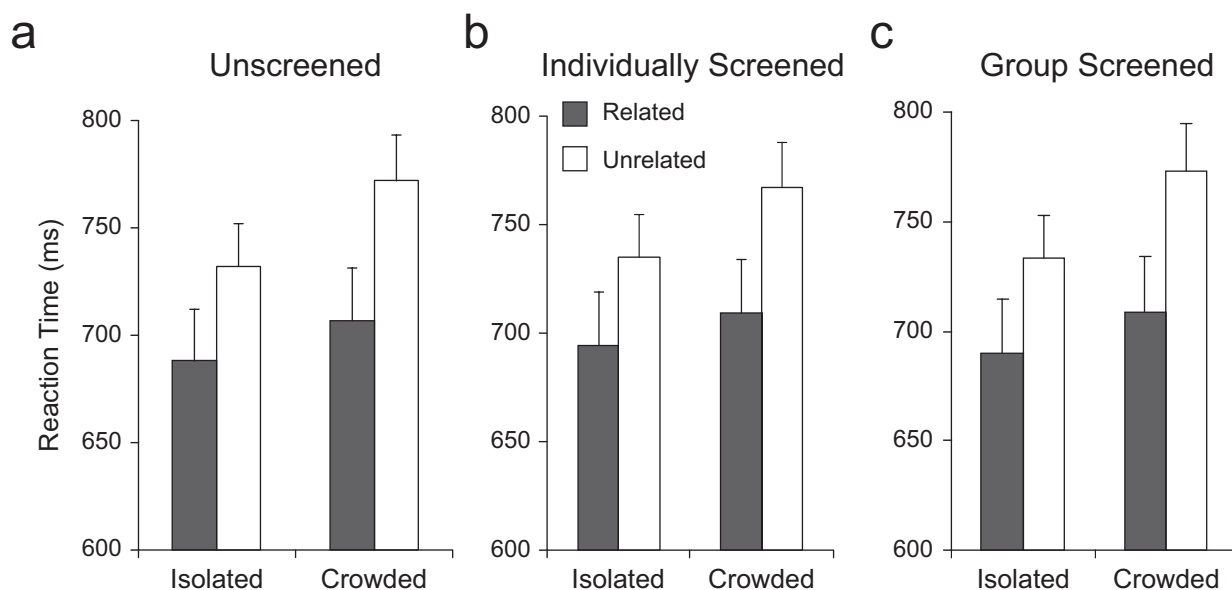 a
Unscreened
800
750
700
650
600
Reaction Time (ms)
Isolated
Crowded
b
Individually Screened
Related
Unrelated
800
750
700
650
600
Isolated
Crowded
c
Group Screened
800
750
700
650
600
Isolated
Crowded